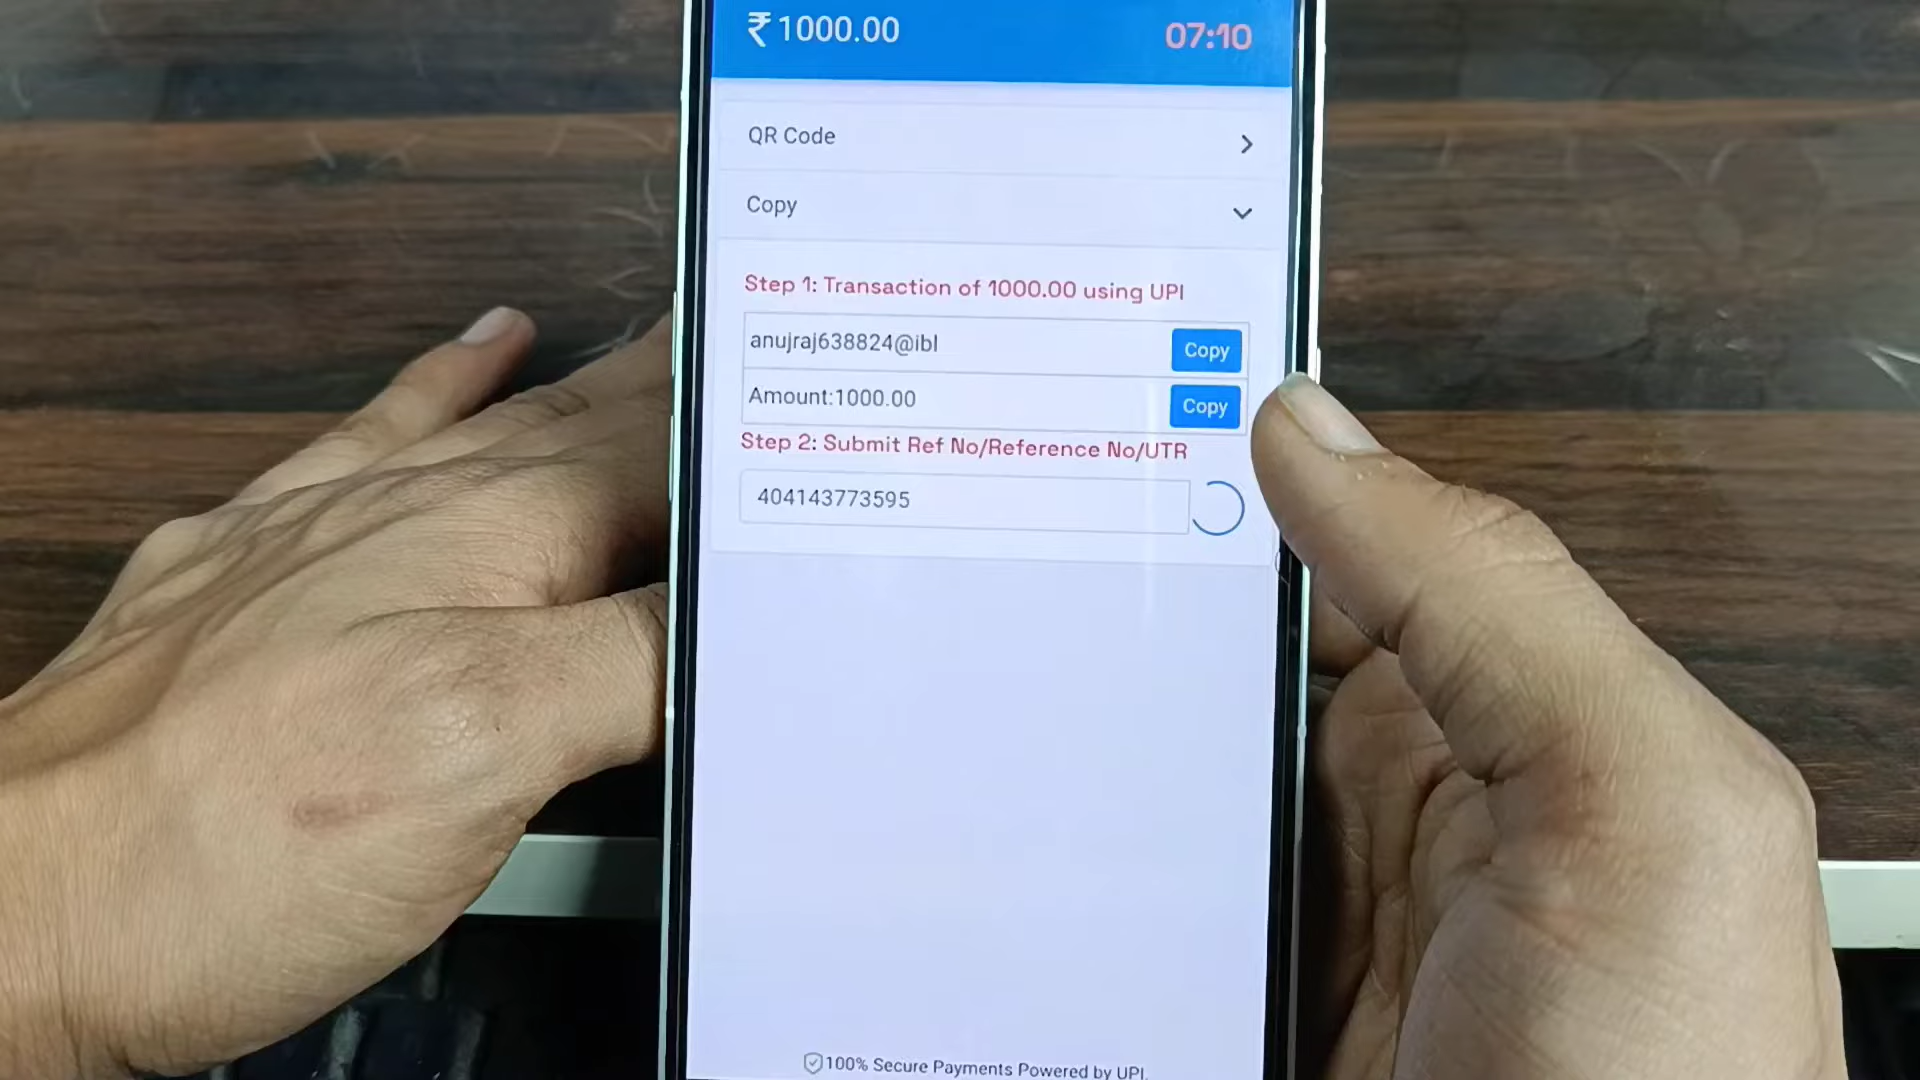 ₹ 1000.00
07:10
QR Code
Copy
Step 1: Transaction of 1000.00 using UPI
anujraj638824@ibl
Copy
Amount:1000.00
Copy
Step 2: Submit Ref No/Reference No/UTR
404143773595
100% Secure Payments Powered by UPI.